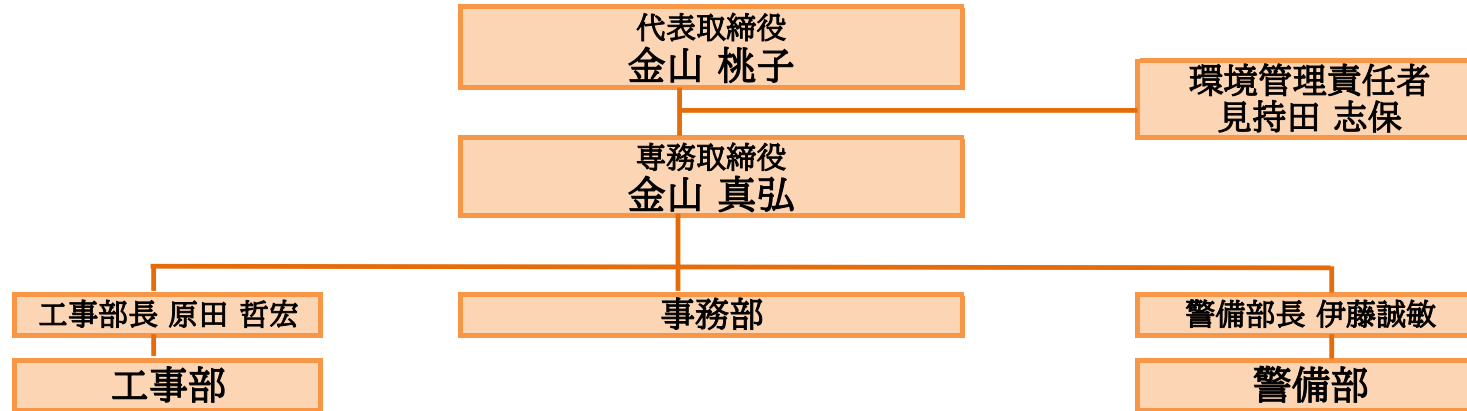 代表取締役
金山 桃子
環境管理責任者
見持田 志保
専務取締役
金山 真弘
工事部長 原田 哲宏
事務部
警備部長 伊藤誠敏
工事部
警備部